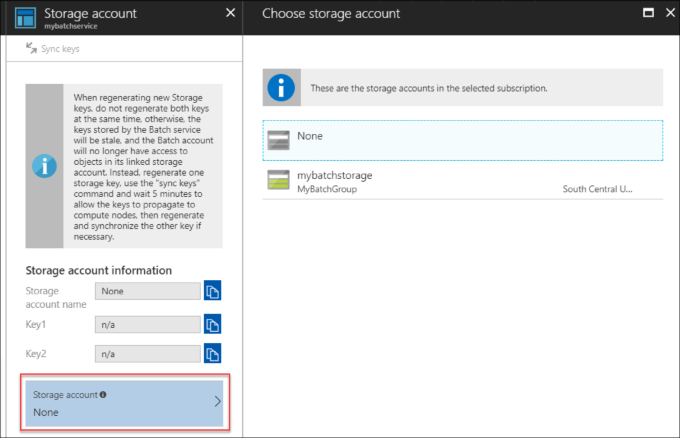 Storage account
mybatchservice
Sync keys
When regenerating new Storage
keys, do not regenerate both keys
at the same time, otherwise, the
keys stored by the Batch service
will be stale, and the Batch account
will no longer have access to
objects in its linked storage
account. Instead, regenerate one
storage key, use the "sync keys"
command and wait 5 minutes to
allow the keys to propagate to
compute nodes, then regenerate
and synchronize the other key if
necessary.
Storage account information
Storage
account name
None
Key1
n/a
Key2
n/a
Storage account
None
Choose storage account
These are the storage accounts in the selected subscription.
None
mybatchstorage
MyBatchGroup
South Central U...